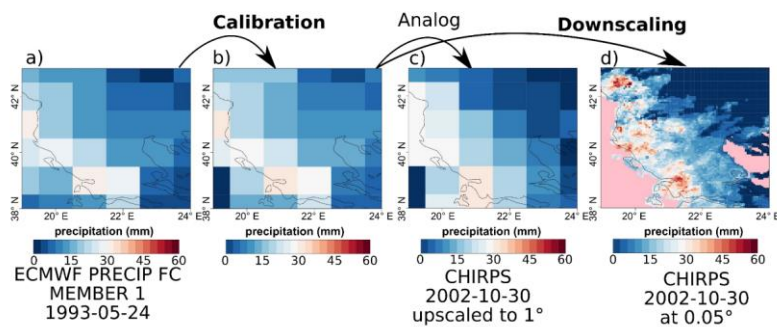 Calibration
Analog
Downscaling
a)
b)
c)
d)
42° N
40° N
38° N
42° N
40° N
38° N
42° N
40° N
38° N
42° N
40° N
38° N
20° E 22° E 24° E
20° E 22° E 24° E
20° E 22° E 24° E
20° E 22° E 24° E
precipitation (mm)
precipitation (mm)
precipitation (mm)
precipitation (mm)
0 15 30 45 60
0 15 30 45 60
0 15 30 45 60
0 15 30 45 60
ECMWF PRECIP FC
MEMBER 1
1993-05-24
CHIRPS
2002-10-30
upscaled to 1°
CHIRPS
2002-10-30
at 0.05°